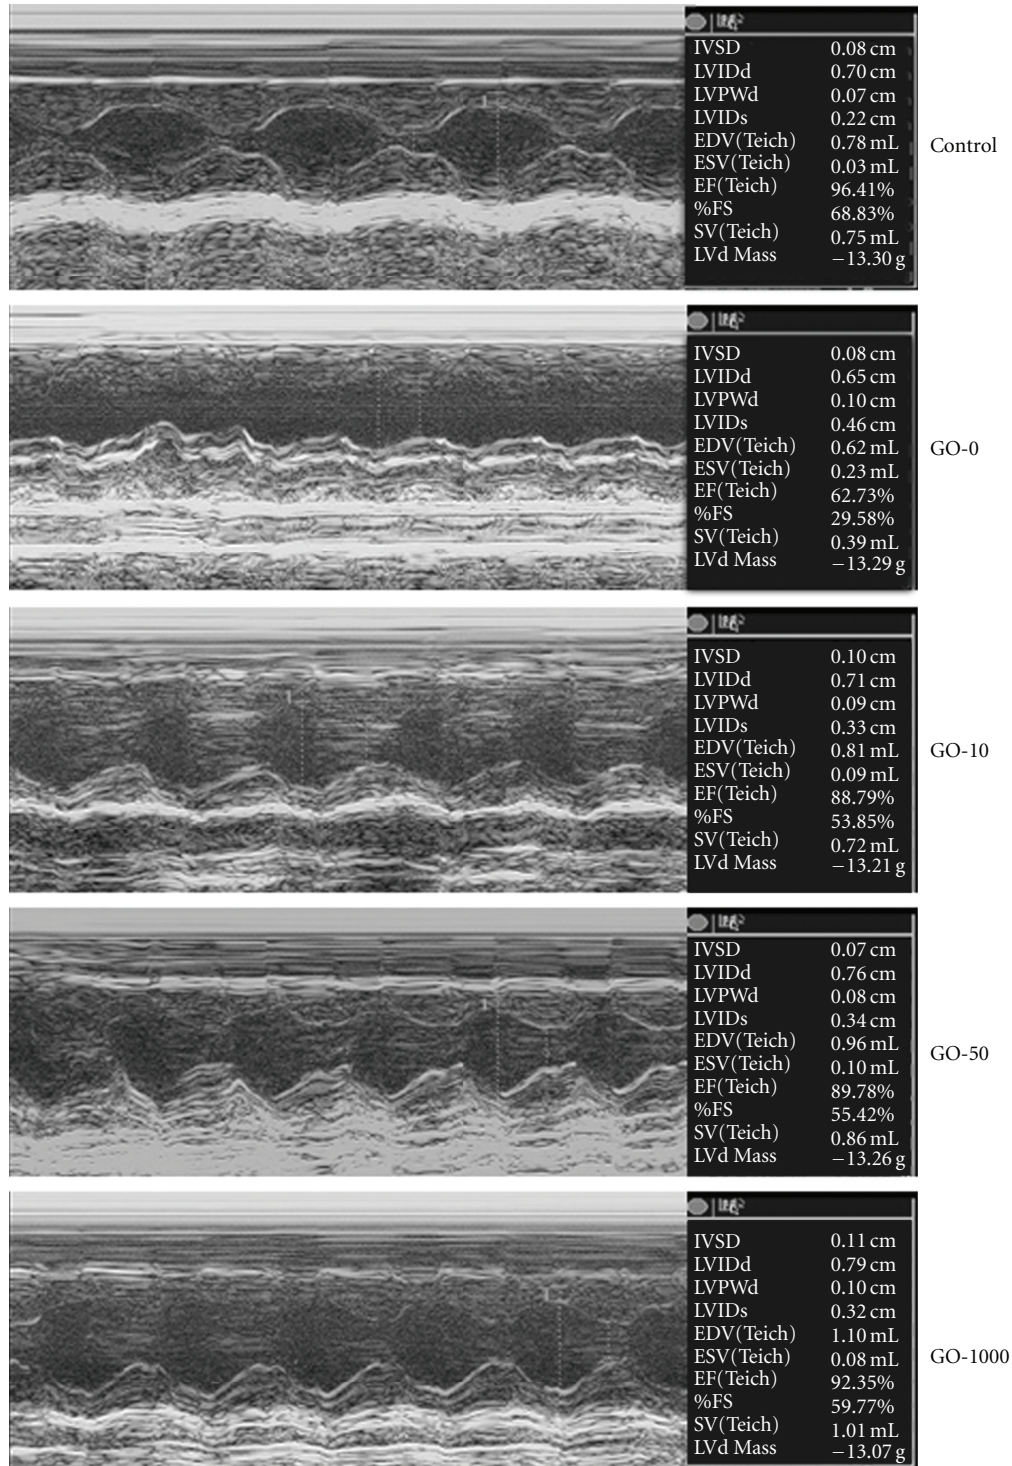 IVSD 0.08 cm
LVIDd 0.70 cm
LVPWd 0.07 cm
LVIDs 0.22 cm
EDV(Teich) 0.78 mL
ESV(Teich) 0.03 mL
EF(Teich) 96.41%
%FS 68.83%
SV(Teich) 0.75 mL
LVd Mass −13.30 g
Control
IVSD 0.08 cm
LVIDd 0.65 cm
LVPWd 0.10 cm
LVIDs 0.46 cm
EDV(Teich) 0.62 mL
ESV(Teich) 0.23 mL
EF(Teich) 62.73%
%FS 29.58%
SV(Teich) 0.39 mL
LVd Mass −13.29 g
GO-0
IVSD 0.10 cm
LVIDd 0.71 cm
LVPWd 0.09 cm
LVIDs 0.33 cm
EDV(Teich) 0.81 mL
ESV(Teich) 0.09 mL
EF(Teich) 88.79%
%FS 53.85%
SV(Teich) 0.72 mL
LVd Mass −13.21 g
GO-10
IVSD 0.07 cm
LVIDd 0.76 cm
LVPWd 0.08 cm
LVIDs 0.34 cm
EDV(Teich) 0.96 mL
ESV(Teich) 0.10 mL
EF(Teich) 89.78%
%FS 55.42%
SV(Teich) 0.86 mL
LVd Mass −13.26 g
GO-50
IVSD 0.11 cm
LVIDd 0.79 cm
LVPWd 0.10 cm
LVIDs 0.32 cm
EDV(Teich) 1.10 mL
ESV(Teich) 0.08 mL
EF(Teich) 92.35%
%FS 59.77%
SV(Teich) 1.01 mL
LVd Mass −13.07 g
GO-1000